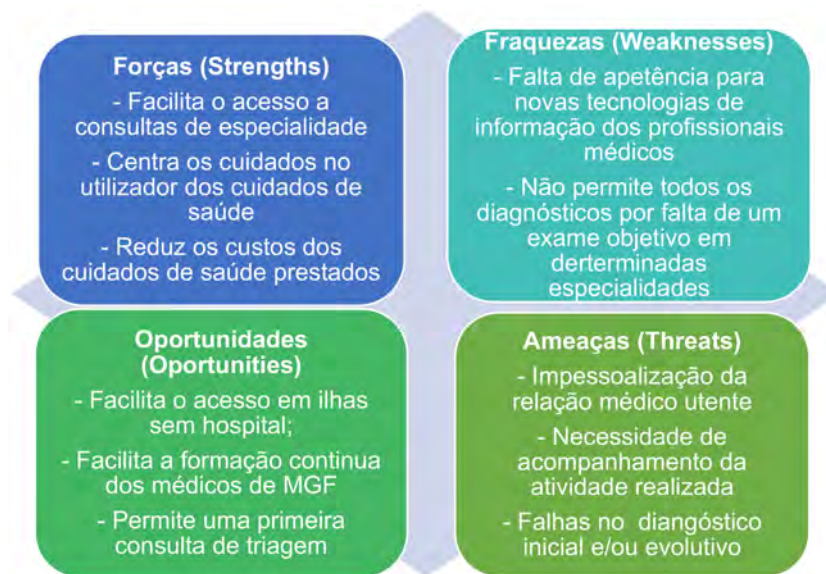 Forças (Strengths)
- Facilita o acesso a
consultas de especialidade
- Centra os cuidados no
utilizador dos cuidados de
saúde
- Reduz os custos dos
cuidados de saúde prestados
Fraquezas (Weaknesses)
- Falta de apetência para
novas tecnologias de
informação dos profissionais
médicos
- Não permite todos os
diagnósticos por falta de um
exame objetivo em
derterminadas
especialidades
Oportunidades
(Oportunities)
- Facilita o acesso em ilhas
sem hospital;
- Facilita a formação continua
dos médicos de MGF
- Permite uma primeira
consulta de triagem
Ameaças (Threats)
- Impessoalização da
relação médico utente
- Necessidade de
acompanhamento da
atividade realizada
- Falhas no diangóstico
inicial e/ou evolutivo